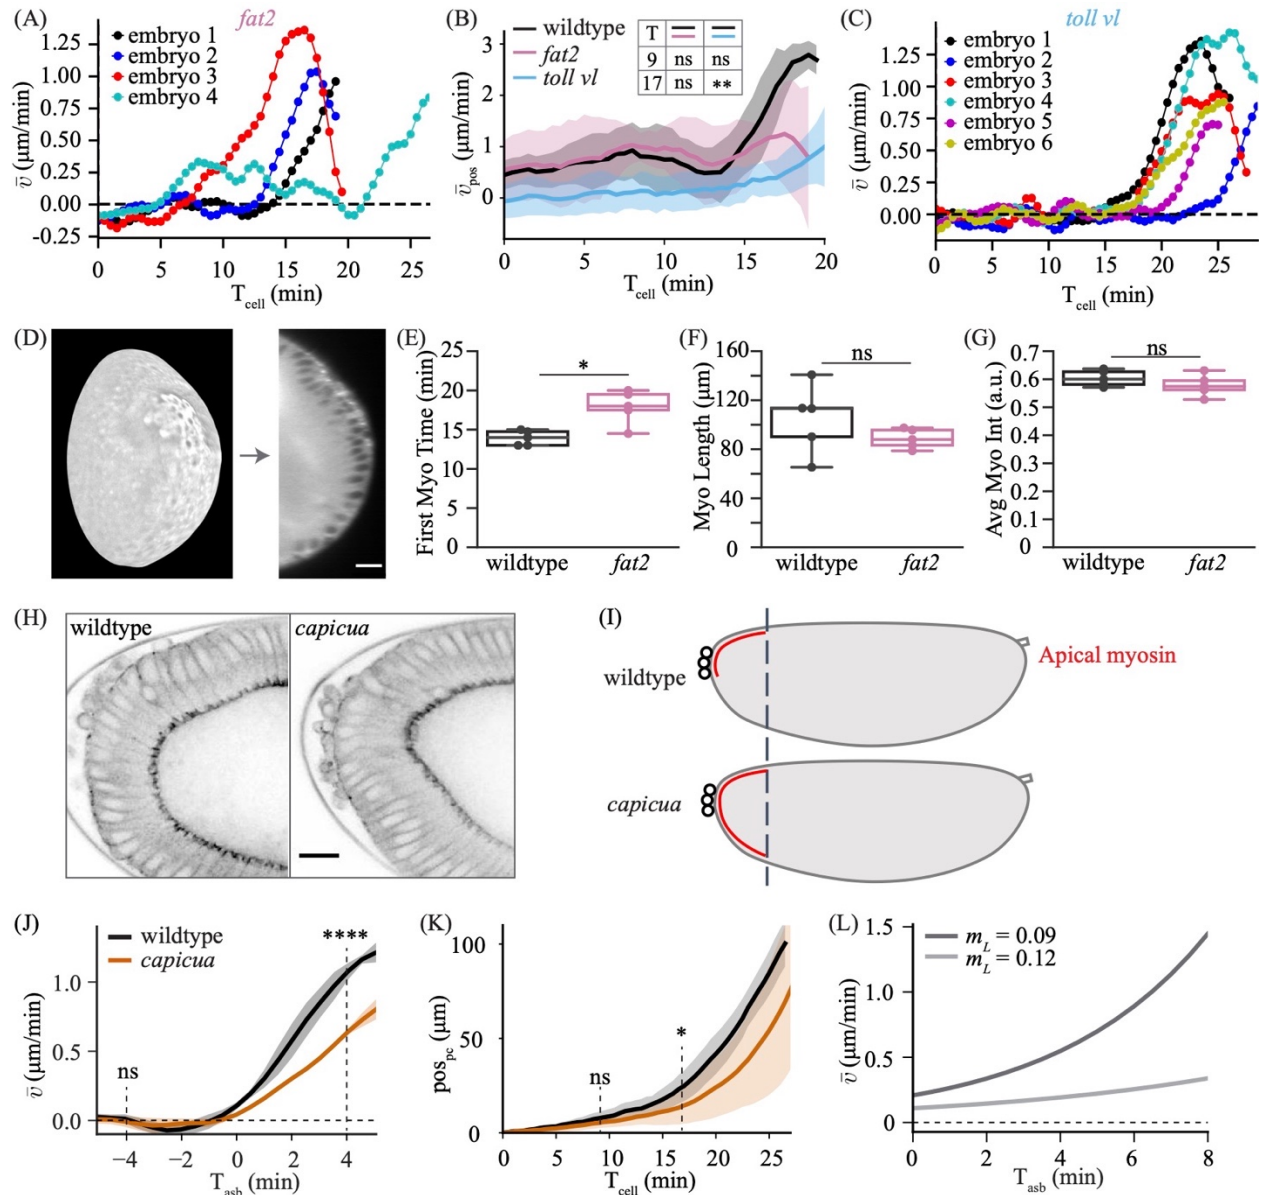 (A)
fat2
embryo 1
embryo 2
embryo 3
embryo 4
1.25
1.00
0.75
0.50
0.25
0.00
-0.25
v̄ (μm/min)
0 5 10 15 20 25
T_cell (min)
(B)
wildtype
fat2
toll vl
T
9 ns ns
17 ns **
3
2
1
0
v̄_pos (μm/min)
0 5 10 15 20
T_cell (min)
(C)
toll vl
embryo 1
embryo 2
embryo 3
embryo 4
embryo 5
embryo 6
1.25
1.00
0.75
0.50
0.25
0.00
v̄ (μm/min)
0 5 10 15 20 25
T_cell (min)
(D)
(E)
First Myo Time (min)
25
20
15
10
5
0
*
wildtype fat2
(F)
Myo Length (μm)
160
120
80
40
0
ns
wildtype fat2
(G)
Avg Myo Int (a.u.)
0.7
0.6
0.5
0.4
0.3
0.2
0.1
0
ns
wildtype fat2
(H)
wildtype
capicua
(I)
wildtype
Apical myosin
capicua
(J)
wildtype
capicua
****
ns
1.0
0.5
0.0
v̄ (μm/min)
−4 −2 0 2 4
T_asb (min)
(K)
100
50
0
pos_pc (μm)
ns
*
0 5 10 15 20 25
T_cell (min)
(L)
m_L = 0.09
m_L = 0.12
1.5
1.0
0.5
0
v̄ (μm/min)
0 2 4 6 8
T_asb (min)